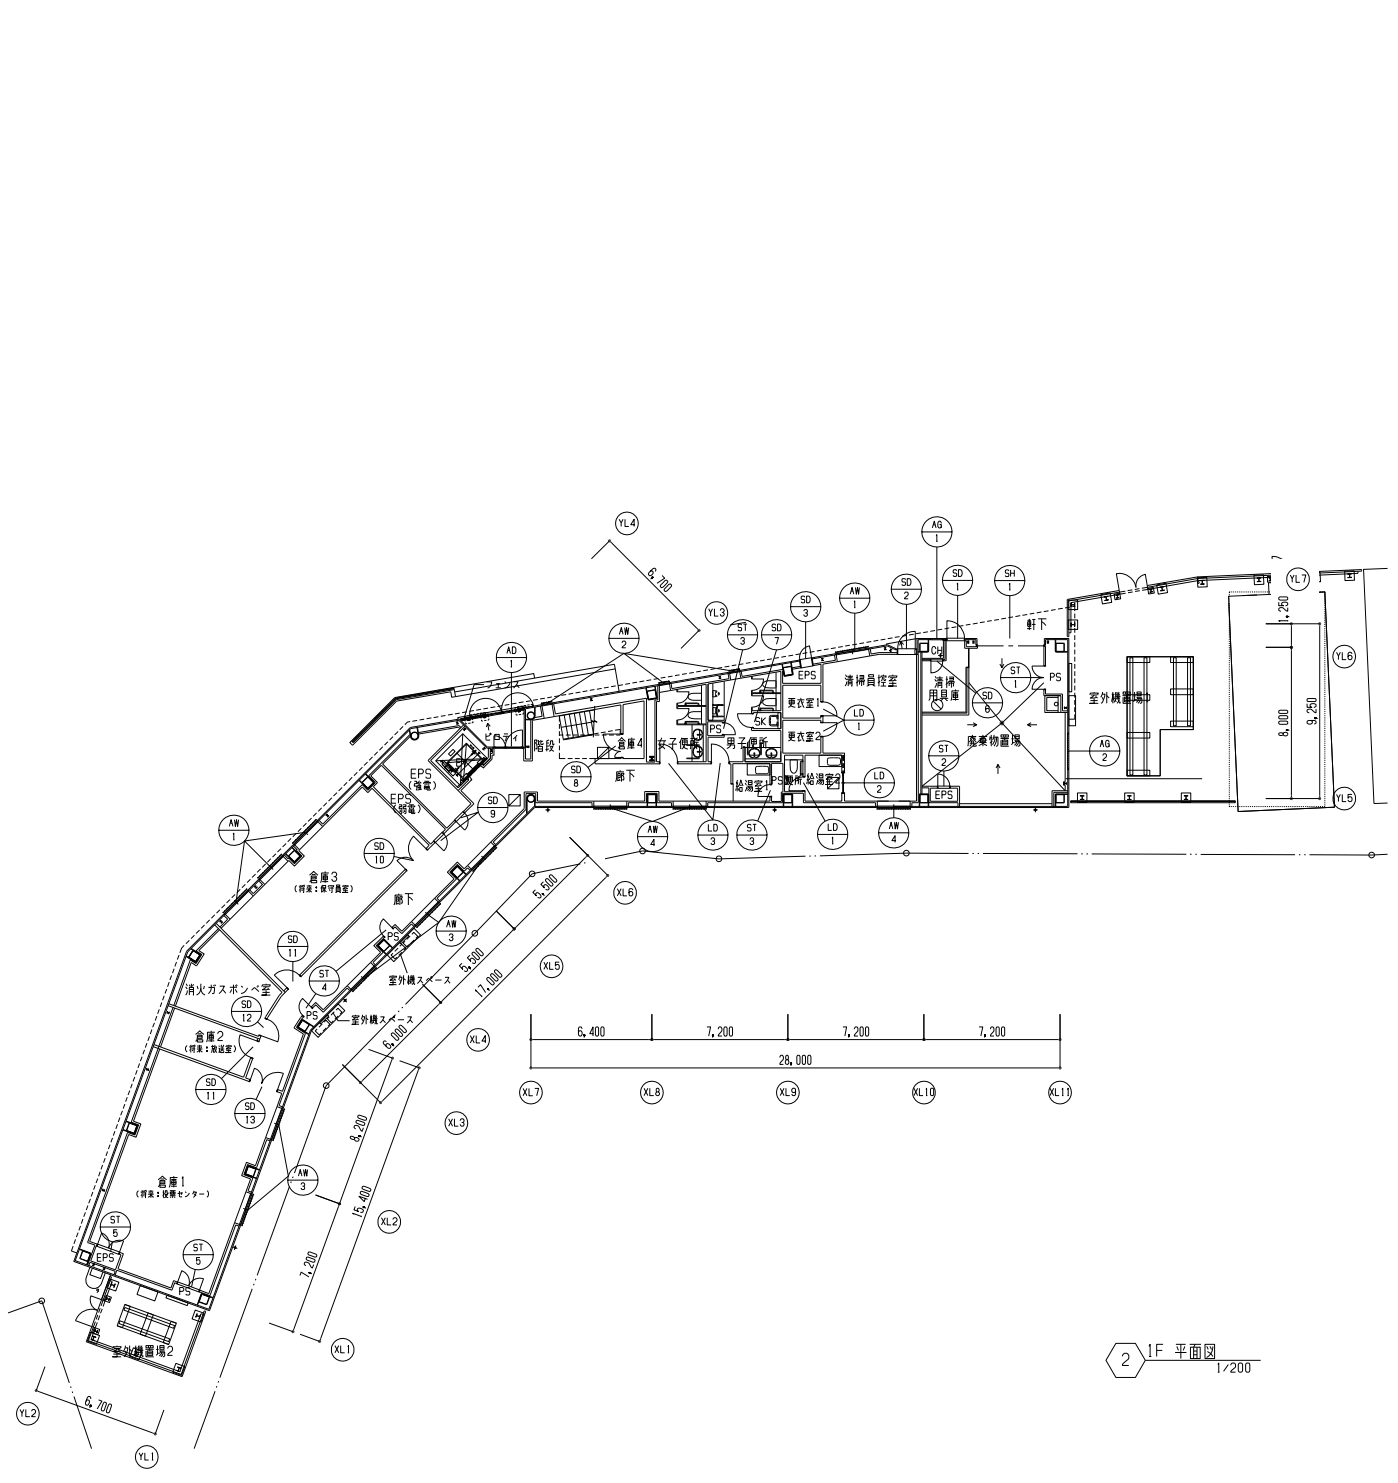 YL4
6,700
YL3
AG
1
SD
1
SH
1
SD
2
AW
1
SD
3
SD
7
ST
3
AW
2
AD
1
YL7
1,250
YL6
8,000
9,250
YL5
軒下
CH
清掃
用具庫
ST
1
PS
SD
6
室外機置場1
廃棄物置場
AG
2
ST
2
EPS
清掃員控室
EPS
更衣室1
更衣室2
LD
1
SK
PS
男子便所
女子便所
倉庫4
階段
SD
8
廊下
給湯室1
PS
給湯室2
LD
2
AW
4
LD
1
ST
3
LD
3
AW
4
EPS
(強電)
EPS
(弱電)
SD
9
SD
10
AW
1
倉庫3
(将来:保守員室)
廊下
AW
3
PS
室外機スペース
SD
11
ST
4
消火ガスボンベ室
PS
室外機スペース
SD
12
倉庫2
(将来:放送室)
SD
11
SD
13
倉庫1
(将来:投票センター)
AW
3
ST
5
EPS
ST
5
PS
室外機置場2
YL2
6,700
YL1
XL6
5,500
XL5
5,500
17,000
XL4
6,000
XL3
8,200
15,400
XL2
7,200
XL1
6,400
7,200
7,200
7,200
28,000
XL7
XL8
XL9
XL10
XL11
2
1F 平面図
1/200